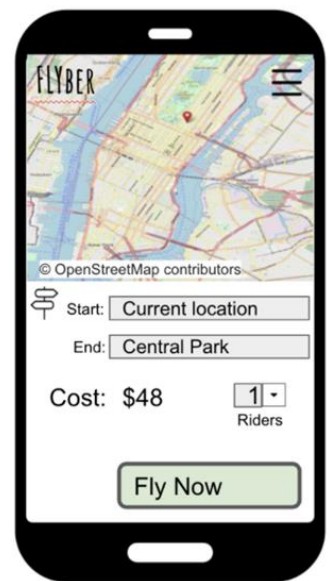 FLYBER
© OpenStreetMap contributors
Start: Current location
End: Central Park
Cost: $48 1
Riders
Fly Now